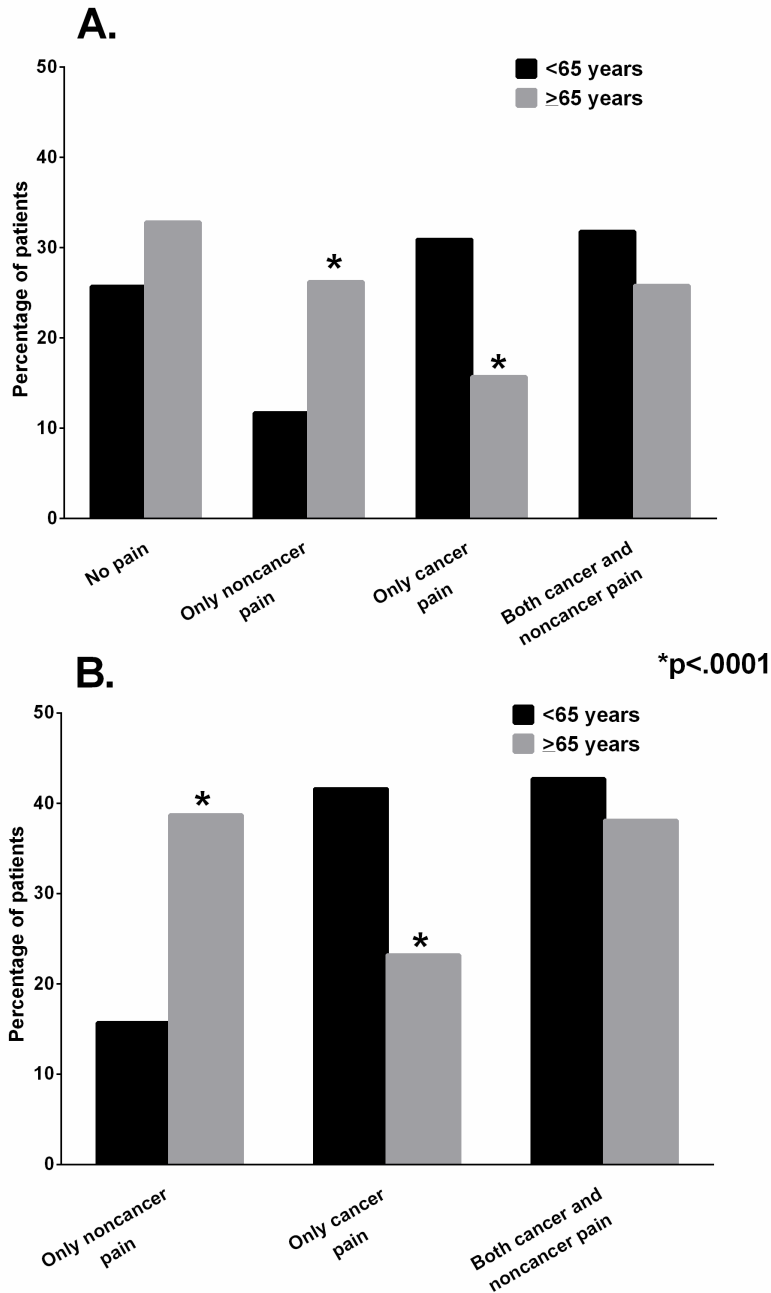 A.
50
40
30
20
10
0
Percentage of patients
<65 years
≥65 years
*
*
No pain
Only noncancer
pain
Only cancer
pain
Both cancer and
noncancer pain
*p<.0001
B.
50
40
30
20
10
0
Percentage of patients
<65 years
≥65 years
*
*
Only noncancer
pain
Only cancer
pain
Both cancer and
noncancer pain